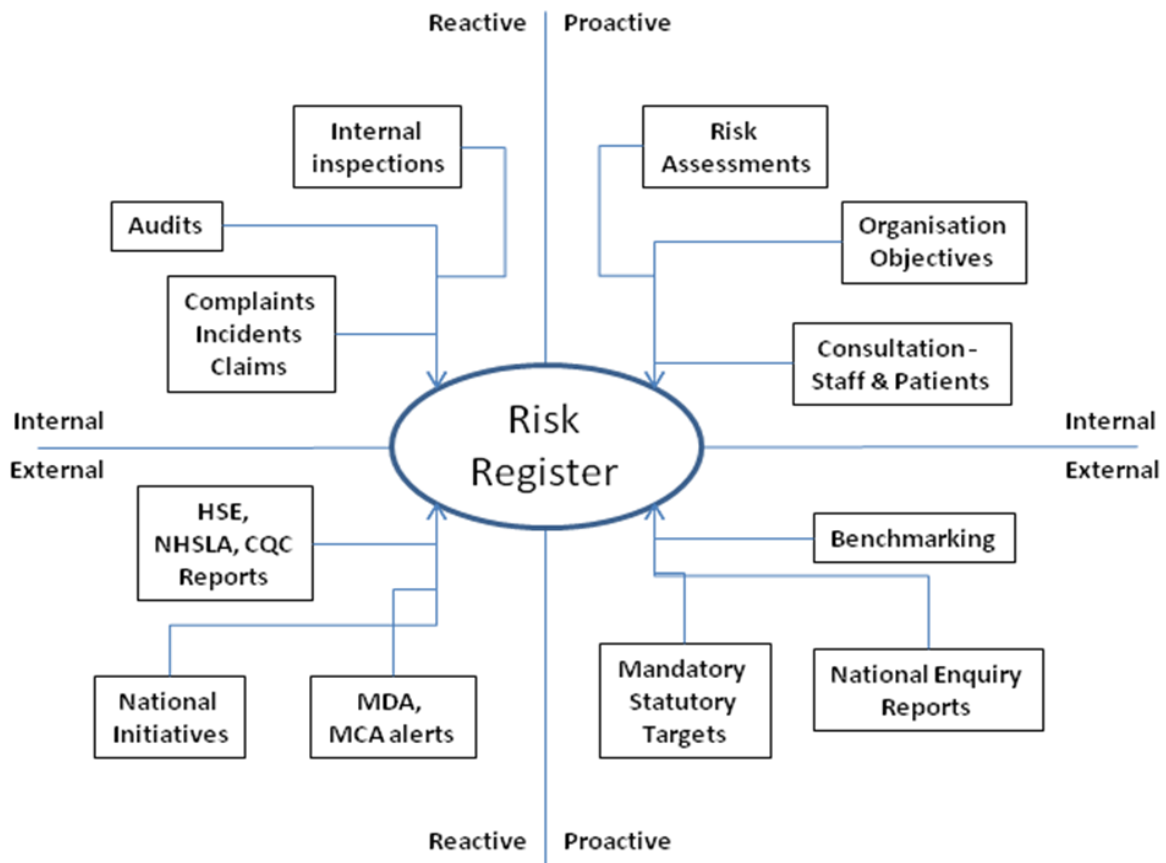 Reactive
Proactive
Internal
inspections
Risk
Assessments
Audits
Organisation
Objectives
Complaints
Incidents
Claims
Consultation -
Staff & Patients
Internal
External
Risk
Register
Internal
External
HSE,
NHSLA, CQC
Reports
Benchmarking
National
Initiatives
MDA,
MCA alerts
Mandatory
Statutory
Targets
National Enquiry
Reports
Reactive
Proactive